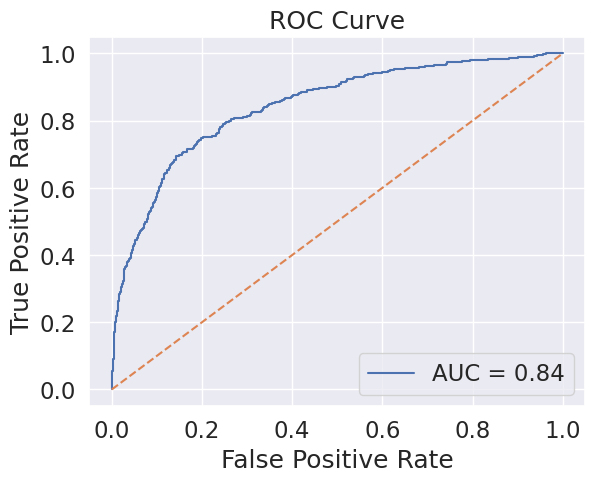 ROC Curve
True Positive Rate
1.0
0.8
0.6
0.4
0.2
0.0
AUC = 0.84
0.0 0.2 0.4 0.6 0.8 1.0
False Positive Rate